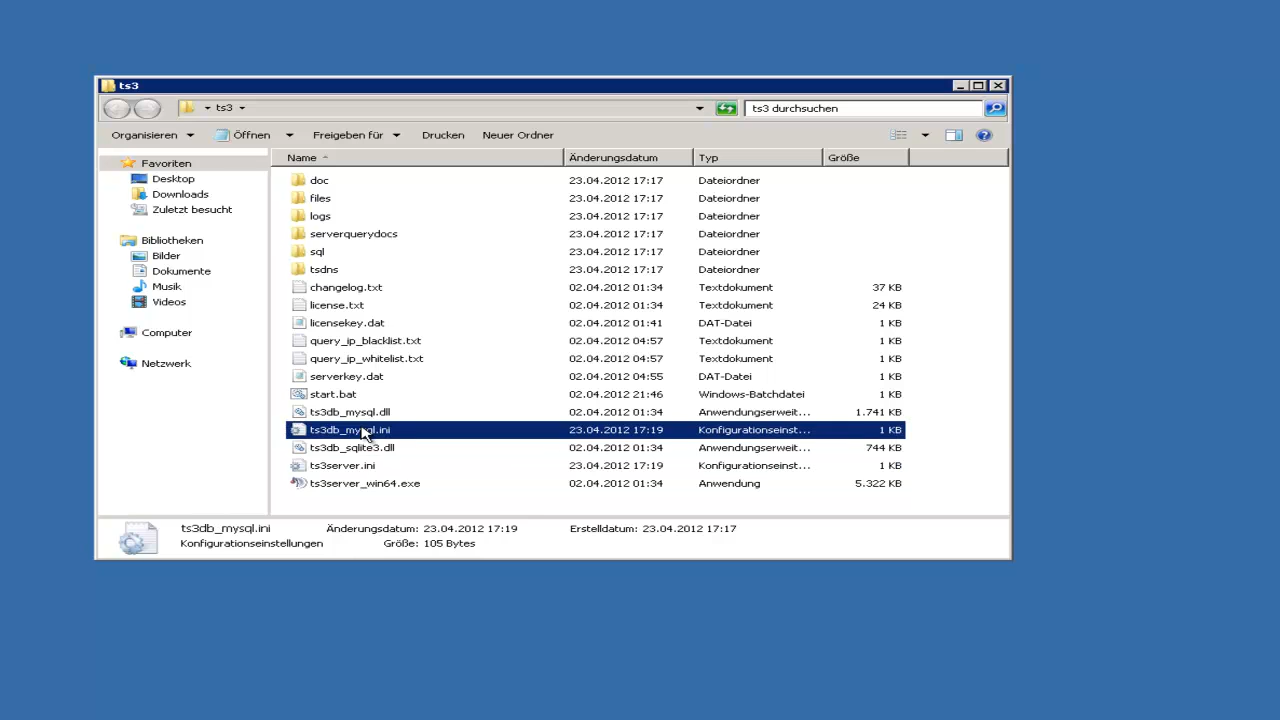 ts3
ts3
ts3 durchsuchen
Organisieren Öffnen Freigeben für Drucken Neuer Ordner
Favoriten
Desktop
Downloads
Zuletzt besucht
Bibliotheken
Bilder
Dokumente
Musik
Videos
Computer
Netzwerk
Name Änderungsdatum Typ Größe
doc 23.04.2012 17:17 Dateiordner
files 23.04.2012 17:17 Dateiordner
logs 23.04.2012 17:17 Dateiordner
serverquerydocs 23.04.2012 17:17 Dateiordner
sql 23.04.2012 17:17 Dateiordner
tsdns 23.04.2012 17:17 Dateiordner
changelog.txt 02.04.2012 01:34 Textdokument 37 KB
license.txt 02.04.2012 01:34 Textdokument 24 KB
licensekey.dat 02.04.2012 01:41 DAT-Datei 1 KB
query_ip_blacklist.txt 02.04.2012 04:57 Textdokument 1 KB
query_ip_whitelist.txt 02.04.2012 04:57 Textdokument 1 KB
serverkey.dat 02.04.2012 04:55 DAT-Datei 1 KB
start.bat 02.04.2012 21:46 Windows-Batchdatei 1 KB
ts3db_mysql.dll 02.04.2012 01:34 Anwendungserweit... 1.741 KB
ts3db_mysql.ini 23.04.2012 17:19 Konfigurationseinst... 1 KB
ts3db_sqlite3.dll 02.04.2012 01:34 Anwendungserweit... 744 KB
ts3server.ini 23.04.2012 17:19 Konfigurationseinst... 1 KB
ts3server_win64.exe 02.04.2012 01:34 Anwendung 5.322 KB
ts3db_mysql.ini Änderungsdatum: 23.04.2012 17:19 Erstelldatum: 23.04.2012 17:17
Konfigurationseinstellungen Größe: 105 Bytes